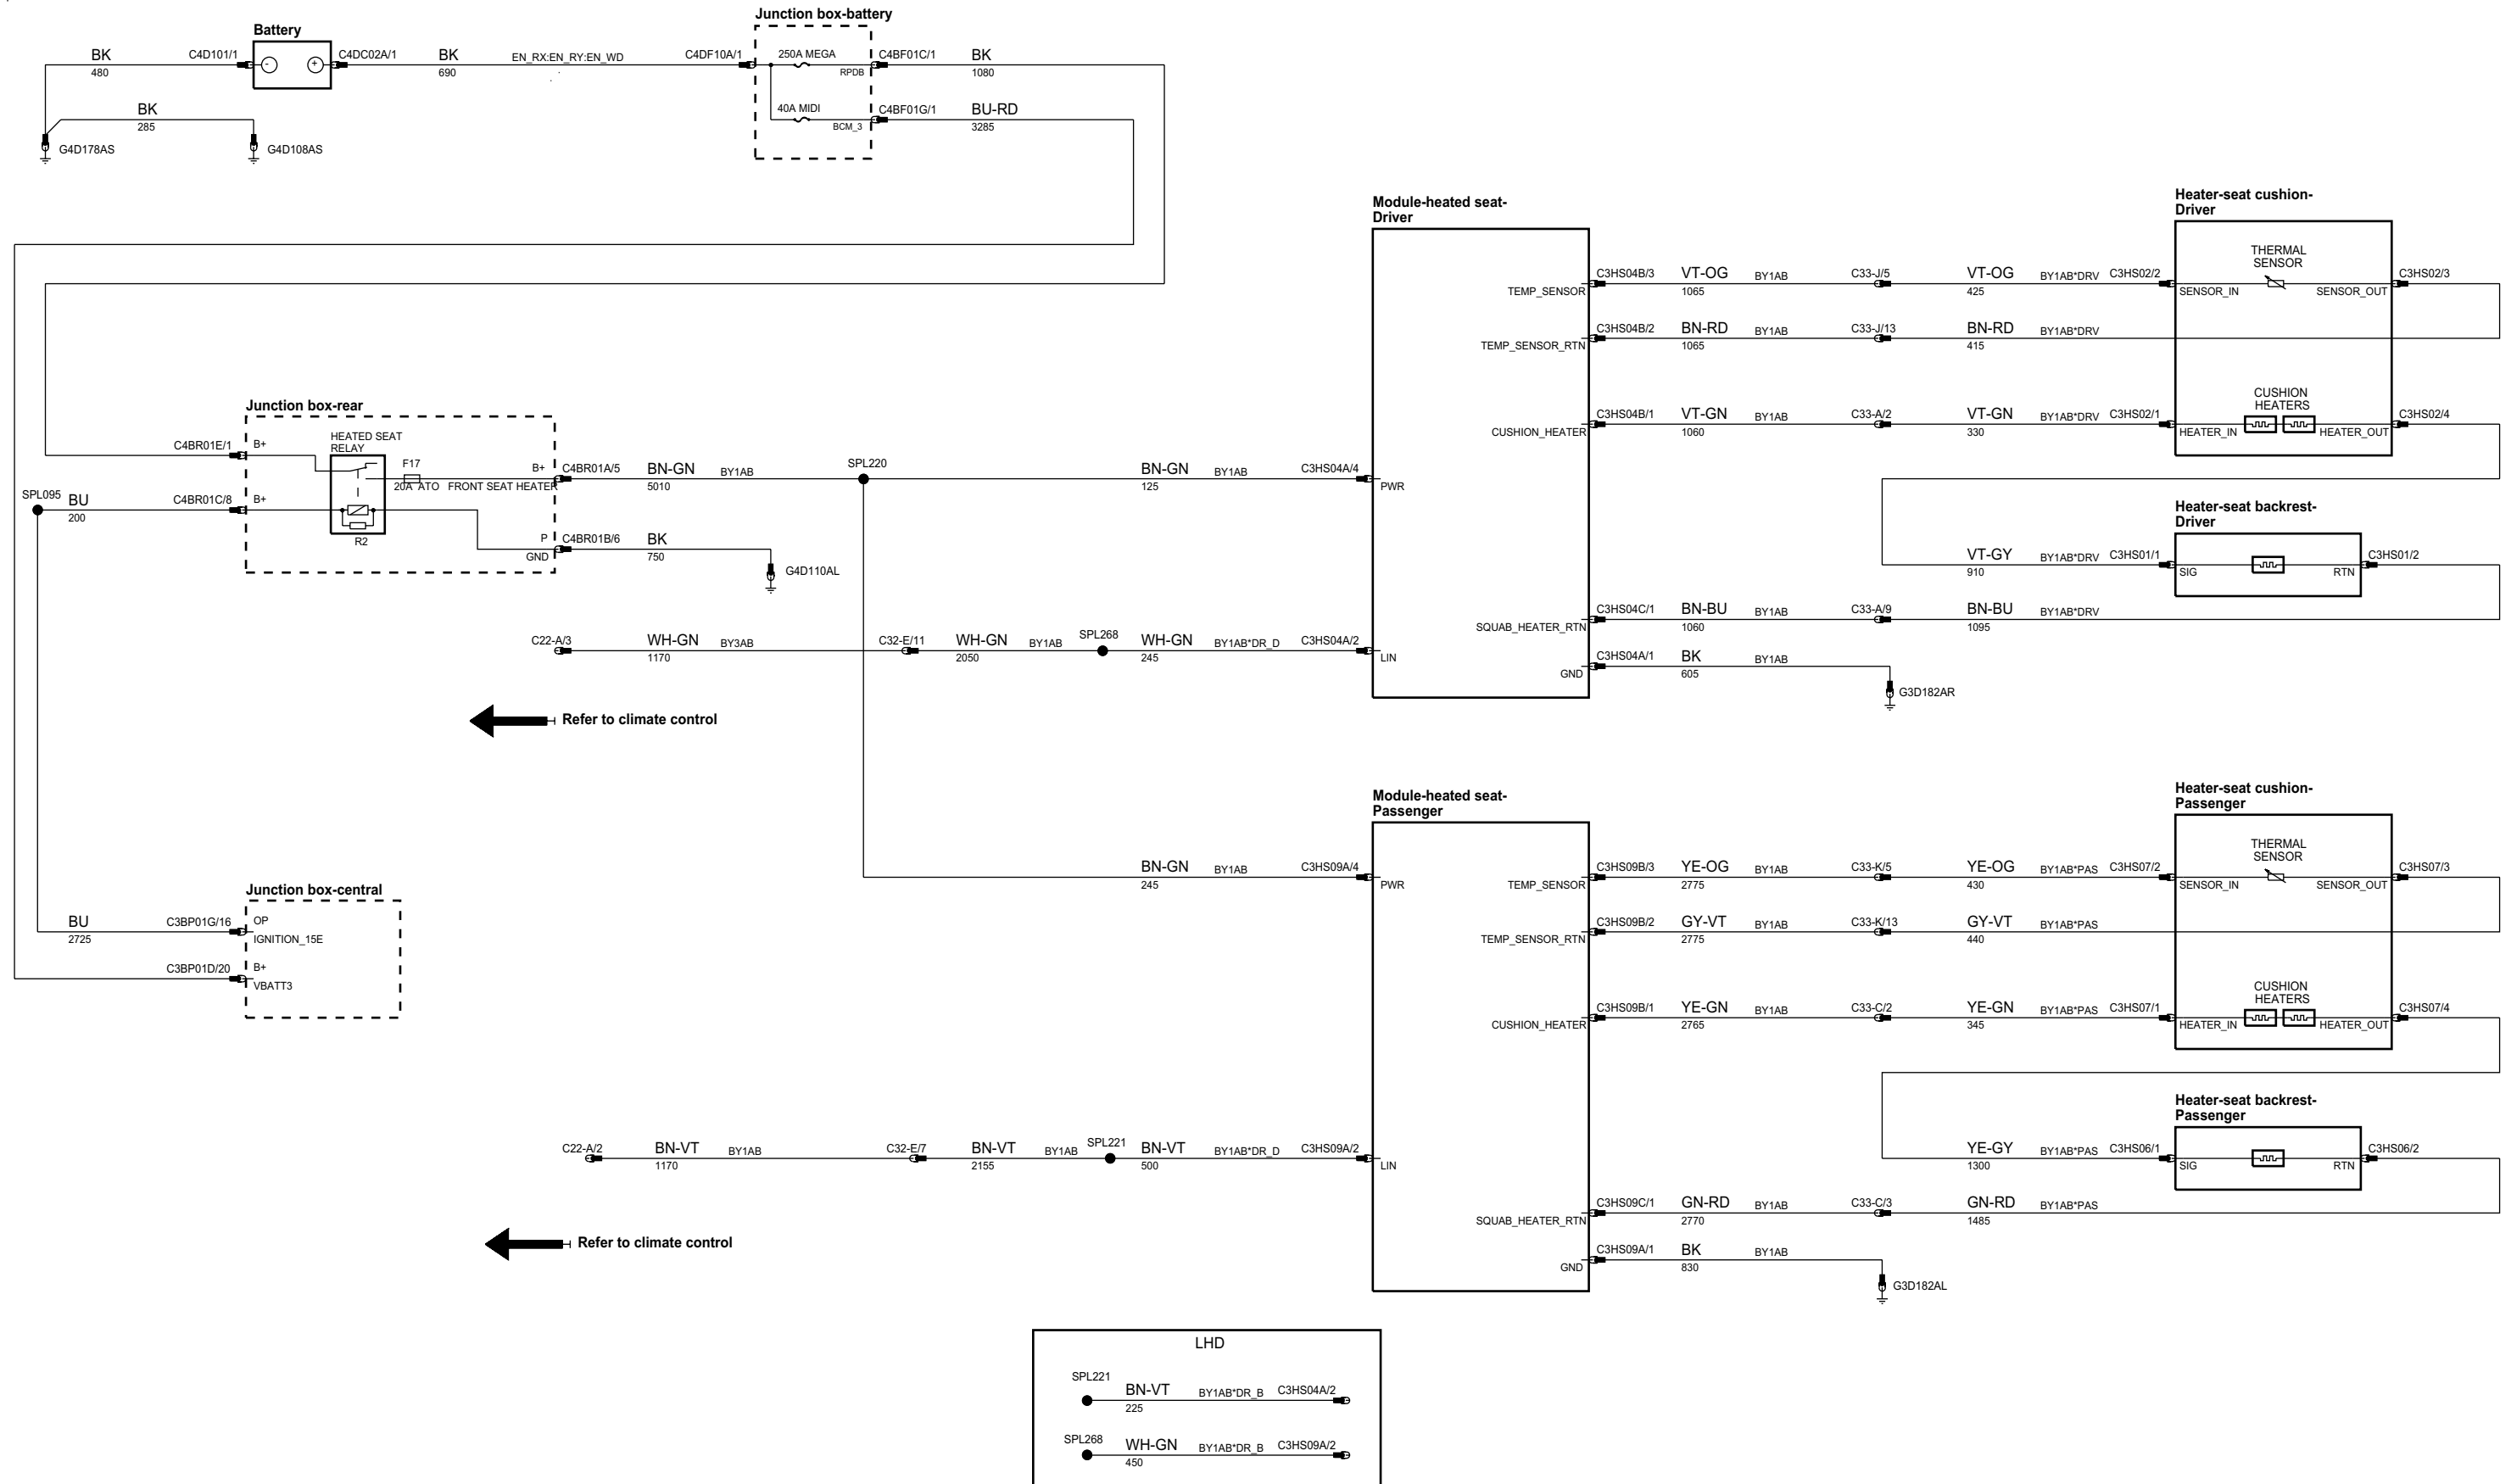 Junction box-battery
Battery
BK
480
C4D101/1
-
+
C4DC02A/1
BK
690
EN_RX:EN_RY:EN_WD
C4DF10A/1
250A MEGA
RPDB
C4BF01C/1
BK
1080
BK
285
40A MIDI
BCM_3
C4BF01G/1
BU-RD
3285
G4D178AS
G4D108AS
Module-heated seat-
Driver
Heater-seat cushion-
Driver
THERMAL
SENSOR
TEMP_SENSOR
C3HS04B/3
VT-OG
1065
BY1AB
C33-J/5
VT-OG
425
BY1AB*DRV
C3HS02/2
SENSOR_IN
SENSOR_OUT
C3HS02/3
TEMP_SENSOR_RTN
C3HS04B/2
BN-RD
1065
BY1AB
C33-J/13
BN-RD
415
BY1AB*DRV
CUSHION
HEATERS
CUSHION_HEATER
C3HS04B/1
VT-GN
1060
BY1AB
C33-A/2
VT-GN
330
BY1AB*DRV
C3HS02/1
HEATER_IN
HEATER_OUT
C3HS02/4
Junction box-rear
C4BR01E/1
B+
HEATED SEAT
RELAY
F17
20A ATO
FRONT SEAT HEATER
B+
C4BR01A/5
BN-GN
5010
BY1AB
SPL220
BN-GN
125
BY1AB
C3HS04A/4
PWR
SPL095
BU
200
C4BR01C/8
B+
R2
P
GND
C4BR01B/6
BK
750
G4D110AL
Heater-seat backrest-
Driver
VT-GY
910
BY1AB*DRV
C3HS01/1
SIG
RTN
C3HS01/2
SQUAB_HEATER_RTN
C3HS04C/1
BN-BU
1060
BY1AB
C33-A/9
BN-BU
1095
BY1AB*DRV
C22-A/3
WH-GN
1170
BY3AB
C32-E/11
WH-GN
2050
BY1AB
SPL268
WH-GN
245
BY1AB*DR_D
C3HS04A/2
LIN
GND
C3HS04A/1
BK
605
BY1AB
G3D182AR
Refer to climate control
Module-heated seat-
Passenger
Heater-seat cushion-
Passenger
THERMAL
SENSOR
BN-GN
245
BY1AB
C3HS09A/4
PWR
TEMP_SENSOR
C3HS09B/3
YE-OG
2775
BY1AB
C33-K/5
YE-OG
430
BY1AB*PAS
C3HS07/2
SENSOR_IN
SENSOR_OUT
C3HS07/3
Junction box-central
BU
2725
C3BP01G/16
OP
IGNITION_15E
C3BP01D/20
B+
VBATT3
TEMP_SENSOR_RTN
C3HS09B/2
GY-VT
2775
BY1AB
C33-K/13
GY-VT
440
BY1AB*PAS
CUSHION
HEATERS
CUSHION_HEATER
C3HS09B/1
YE-GN
2765
BY1AB
C33-C/2
YE-GN
345
BY1AB*PAS
C3HS07/1
HEATER_IN
HEATER_OUT
C3HS07/4
Heater-seat backrest-
Passenger
C22-A/2
BN-VT
1170
BY1AB
C32-E/7
BN-VT
2155
BY1AB
SPL221
BN-VT
500
BY1AB*DR_D
C3HS09A/2
LIN
YE-GY
1300
BY1AB*PAS
C3HS06/1
SIG
RTN
C3HS06/2
SQUAB_HEATER_RTN
C3HS09C/1
GN-RD
2770
BY1AB
C33-C/3
GN-RD
1485
BY1AB*PAS
Refer to climate control
GND
C3HS09A/1
BK
830
BY1AB
G3D182AL
LHD
SPL221
BN-VT
225
BY1AB*DR_B
C3HS04A/2
SPL268
WH-GN
450
BY1AB*DR_B
C3HS09A/2